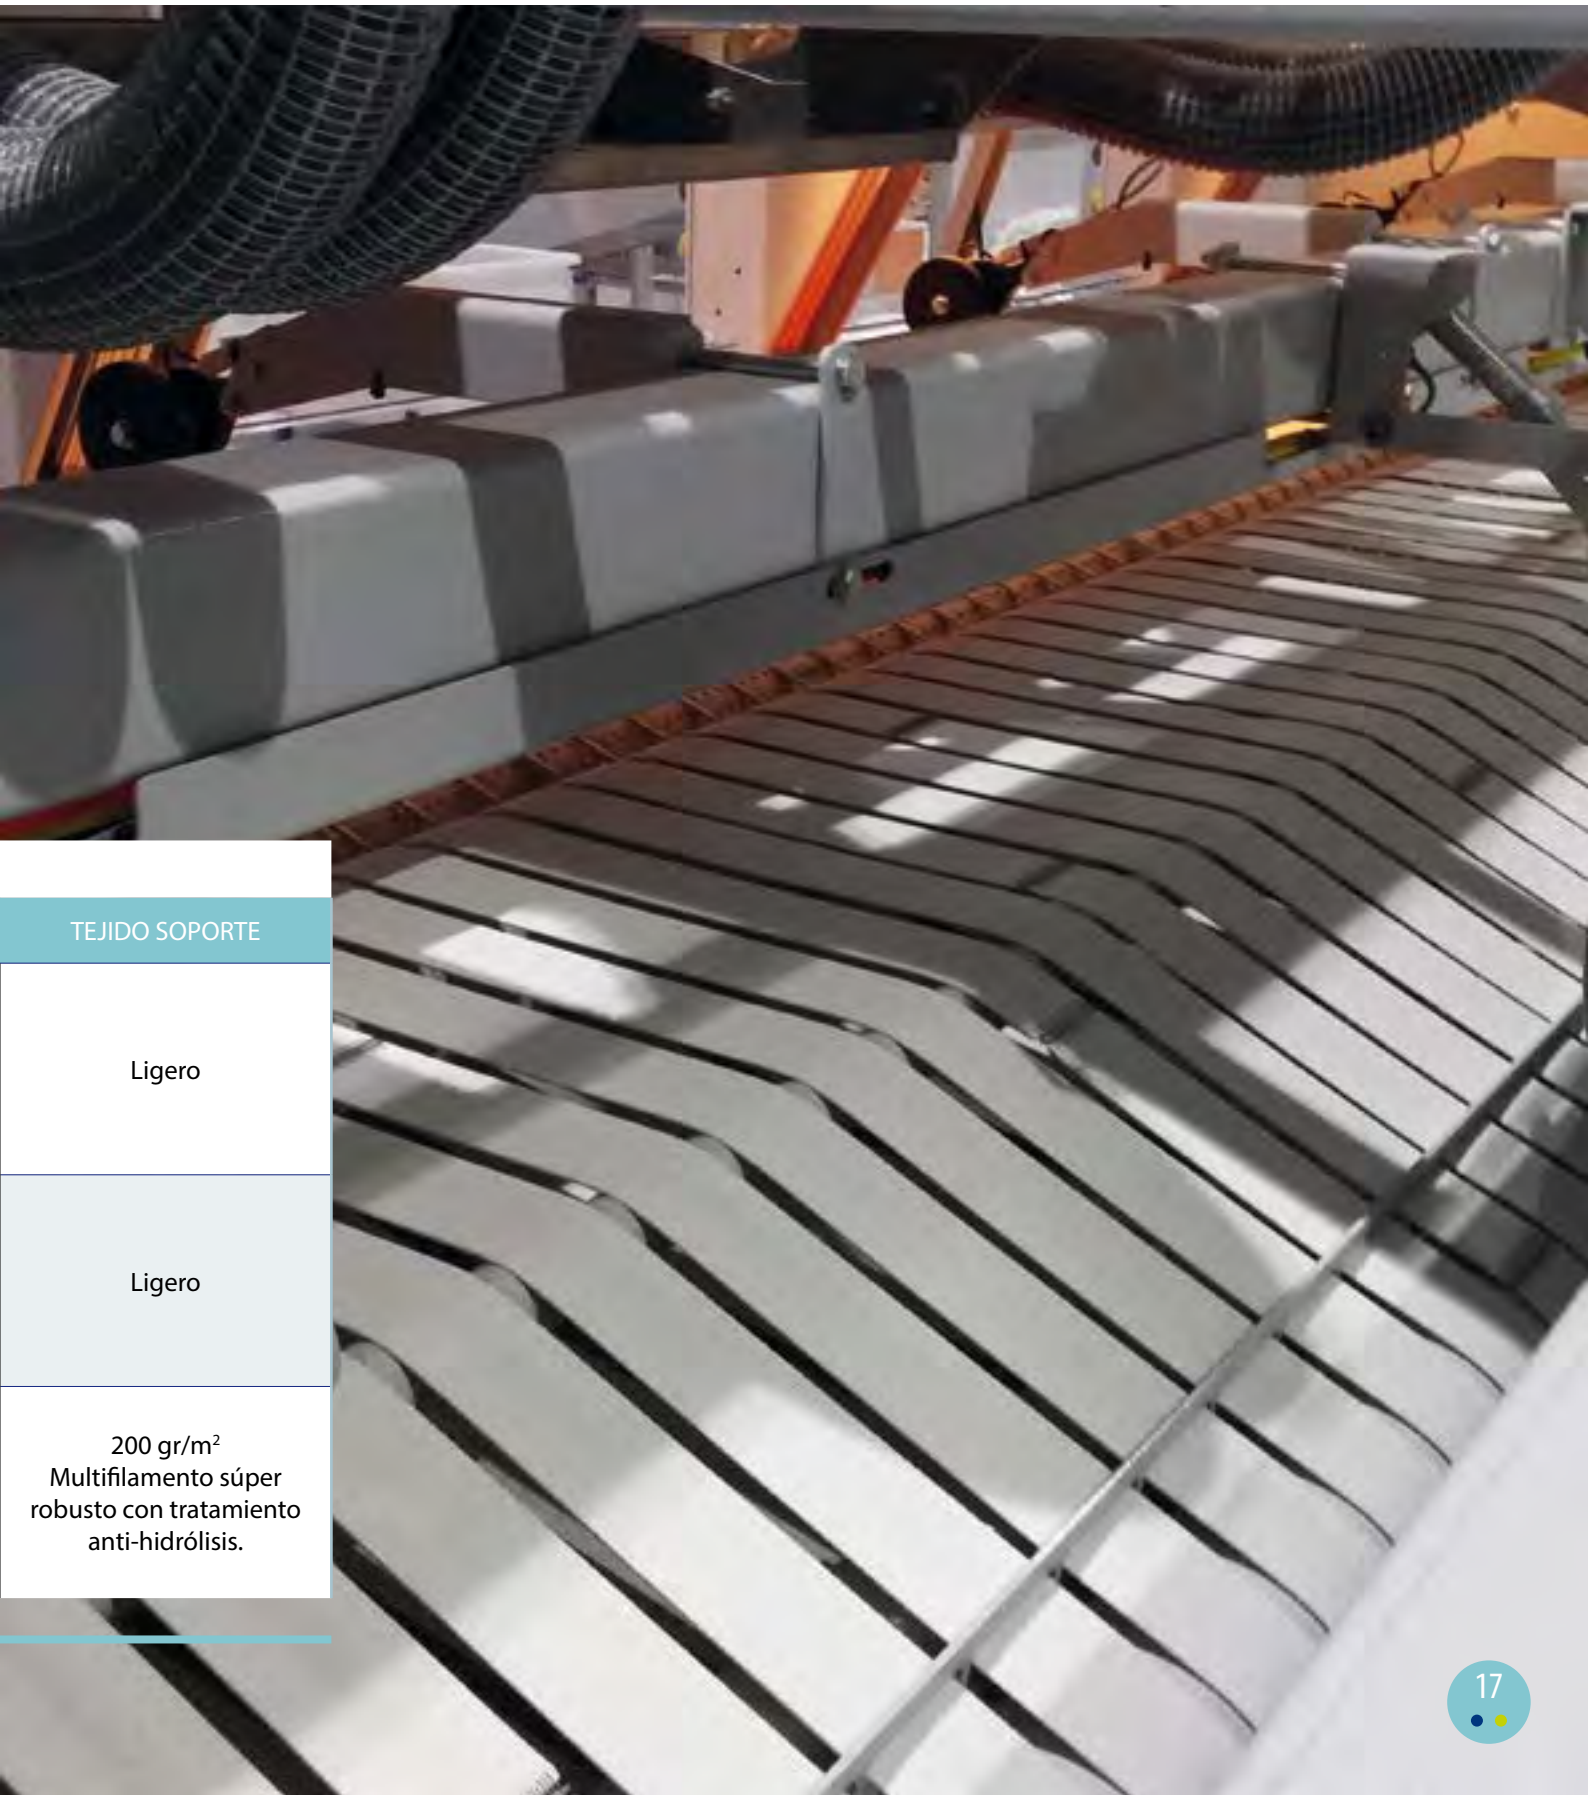 TEJIDO SOPORTE
Ligero
Ligero
200 gr/m²
Multifilamento súper
robusto con tratamiento
anti-hidrólisis.
17